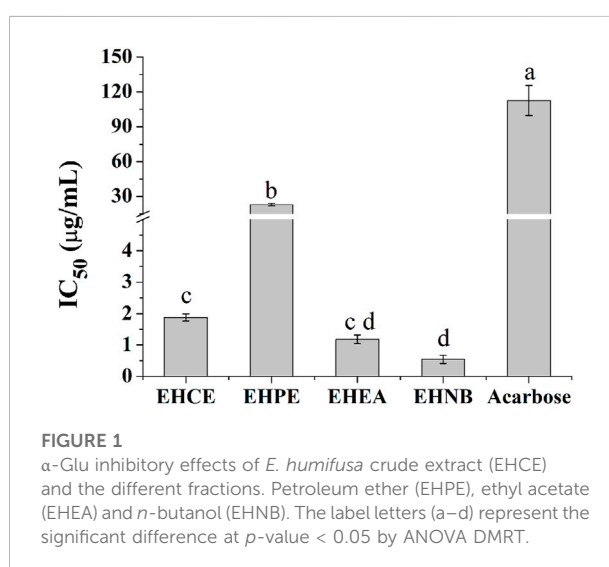 150
120
90
60
30
4
3
2
1
0
IC50 (μg/mL)
c
b
c d
d
a
EHCE EHPE EHEA EHNB Acarbose
FIGURE 1
α-Glu inhibitory effects of E. humifusa crude extract (EHCE)
and the different fractions. Petroleum ether (EHPE), ethyl acetate
(EHEA) and n-butanol (EHNB). The label letters (a–d) represent the
significant difference at p-value < 0.05 by ANOVA DMRT.